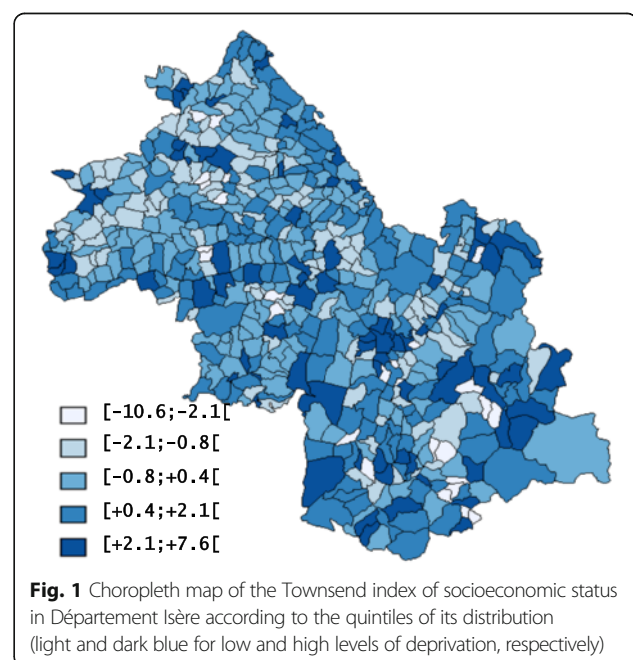 [-10.6;-2.1[
[-2.1;-0.8[
[-0.8;+0.4[
[+0.4;+2.1[
[+2.1;+7.6[
Fig. 1 Choropleth map of the Townsend index of socioeconomic status
in Département Isère according to the quintiles of its distribution
(light and dark blue for low and high levels of deprivation, respectively)